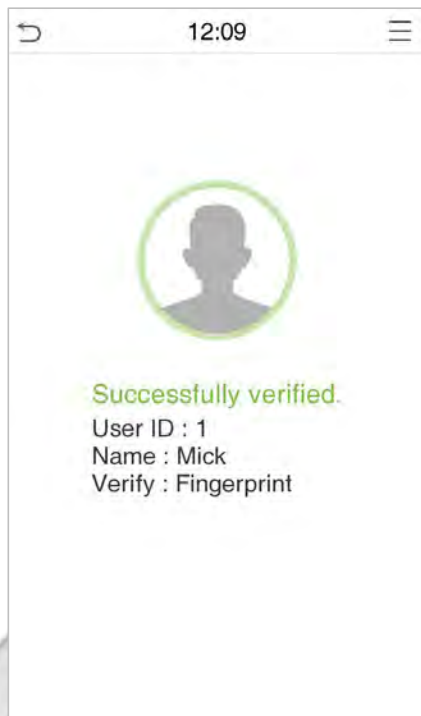 12:09
Successfully verified.
User ID : 1
Name : Mick
Verify : Fingerprint